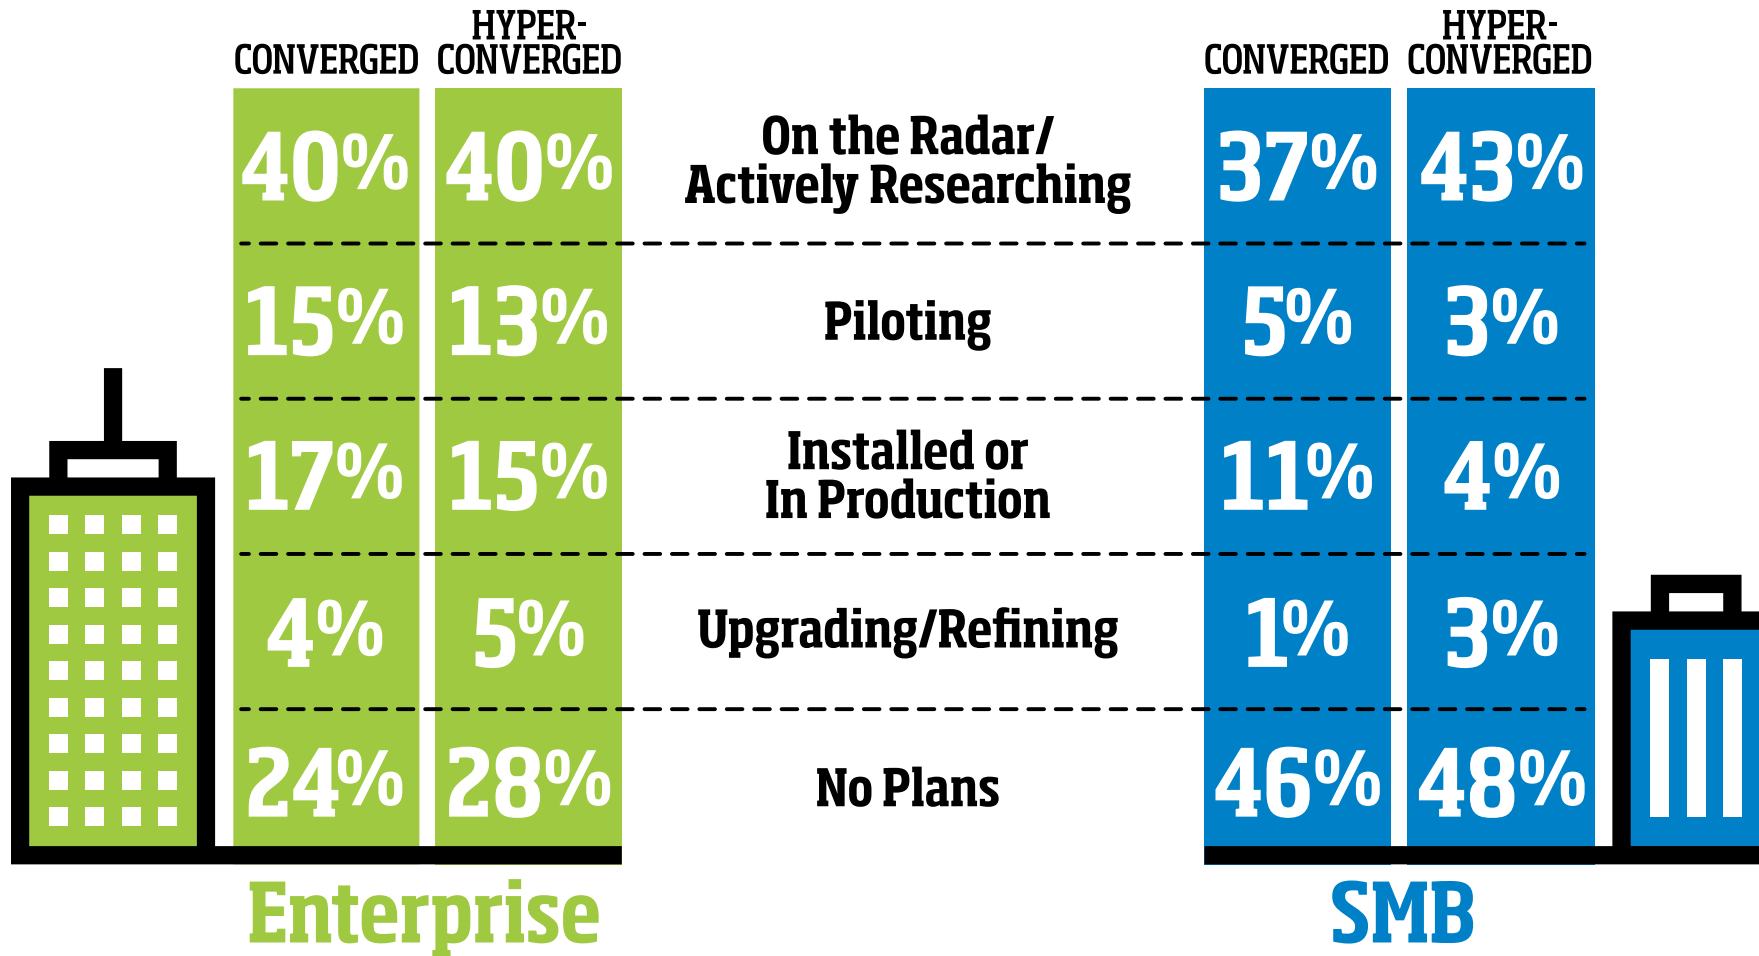 CONVERGED
HYPER-
CONVERGED
CONVERGED
HYPER-
CONVERGED
40% 40% On the Radar/
Actively Researching 37% 43%
15% 13% Piloting 5% 3%
17% 15% Installed or
In Production 11% 4%
4% 5% Upgrading/Refining 1% 3%
24% 28% No Plans 46% 48%
Enterprise
SMB